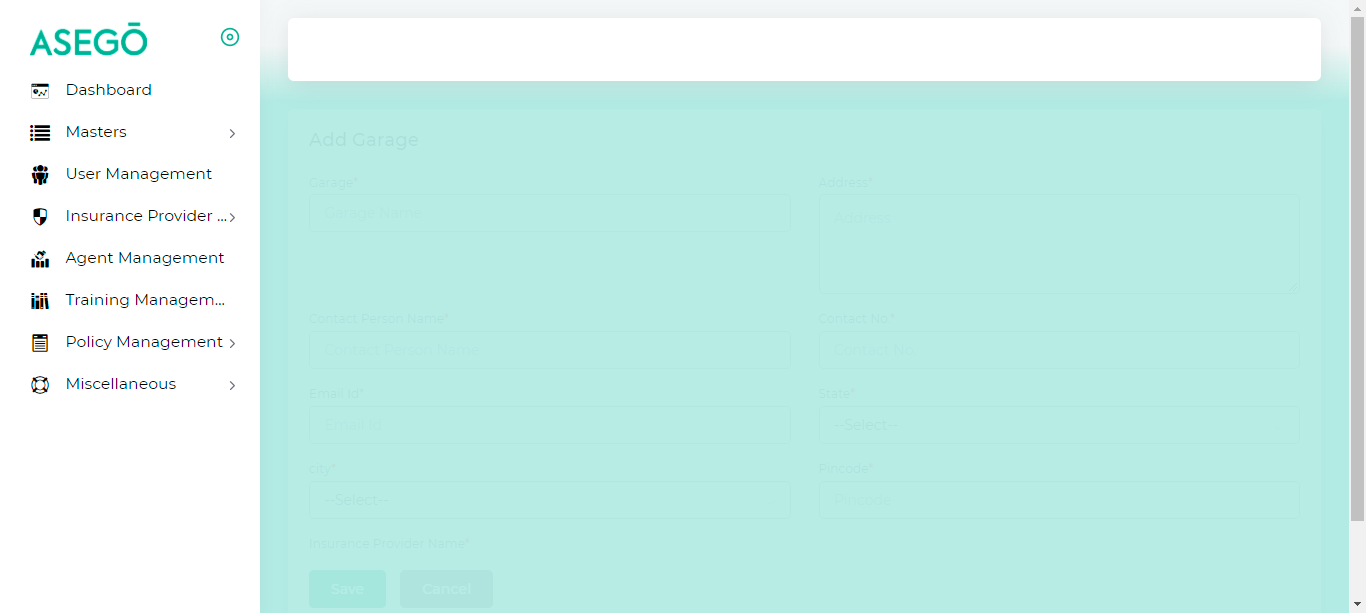 ASEGŌ
Dashboard
Masters
User Management
Insurance Provider ...
Agent Management
Training Managem...
Policy Management
Miscellaneous
Add Garage
Garage*
Address*
Garage Name
Address
Contact Person Name*
Contact No.*
Contact Person Name
Contact No.
Email Id*
State*
Email Id
--Select--
city*
Pincode*
--Select--
Pincode
Insurance Provider Name*
Save
Cancel